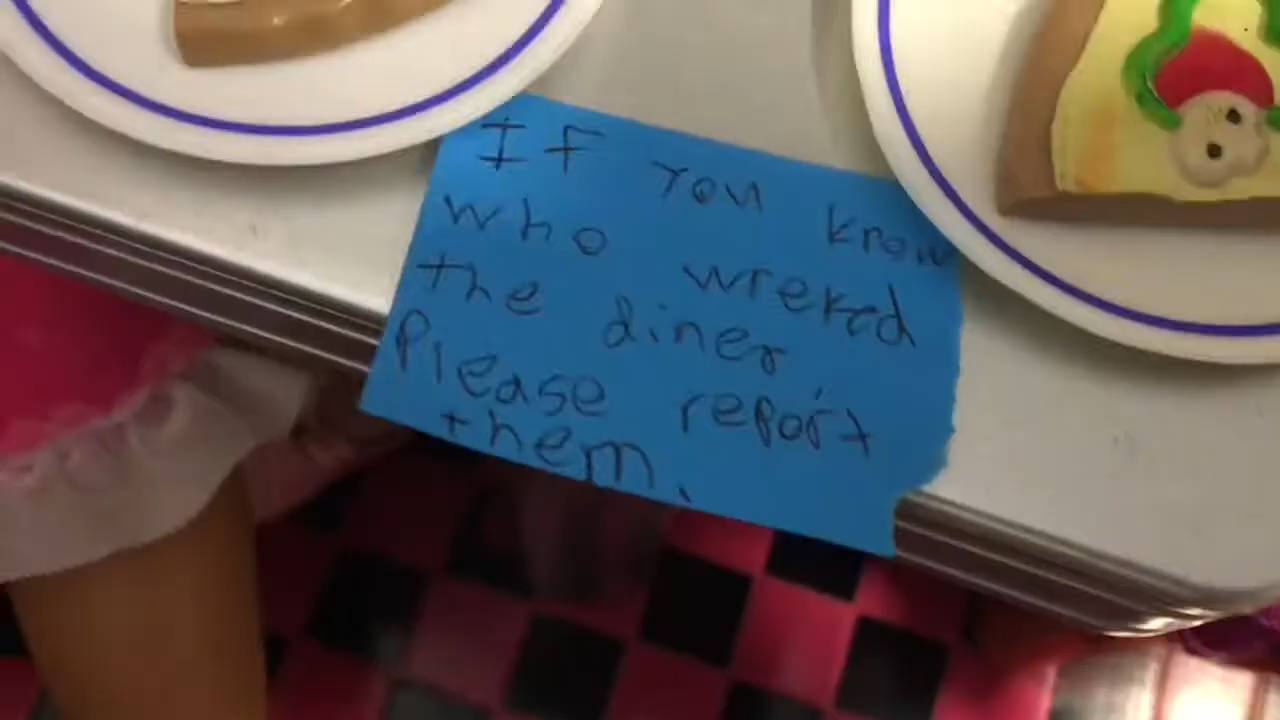 IF you know
who wreked
the diner
Please report
them.